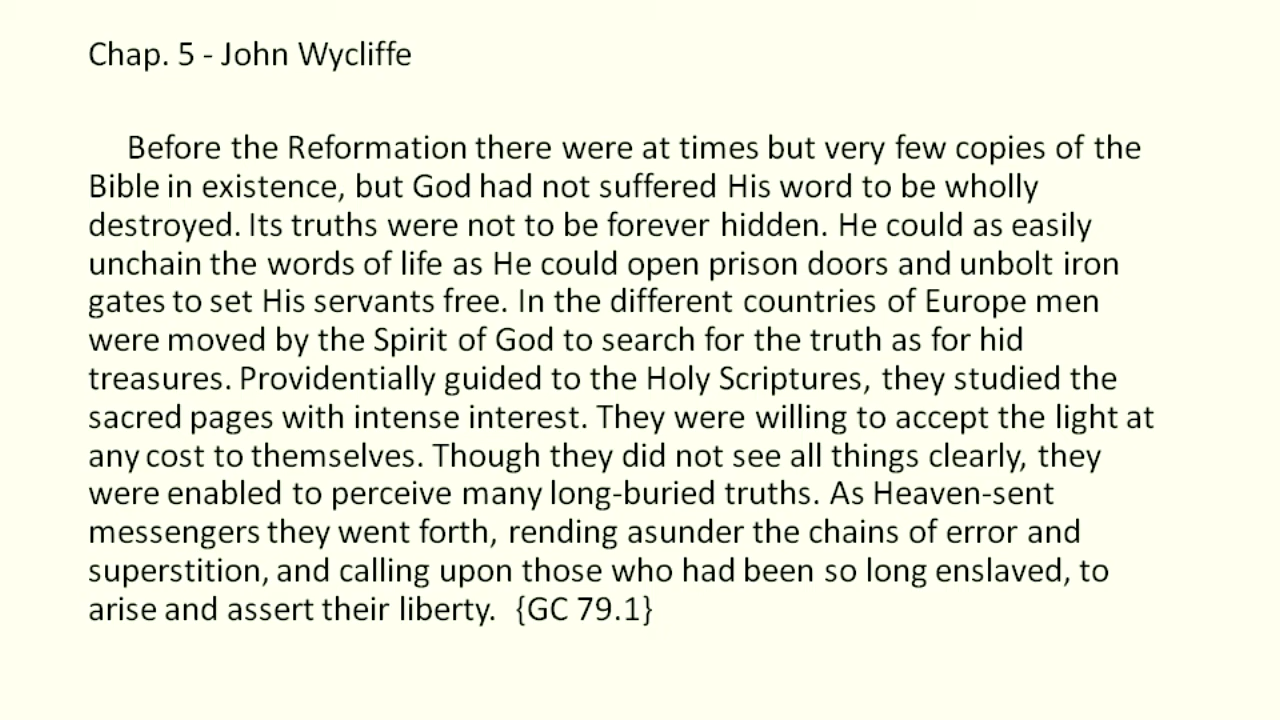 Chap. 5 - John Wycliffe
Before the Reformation there were at times but very few copies of the
Bible in existence, but God had not suffered His word to be wholly
destroyed. Its truths were not to be forever hidden. He could as easily
unchain the words of life as He could open prison doors and unbolt iron
gates to set His servants free. In the different countries of Europe men
were moved by the Spirit of God to search for the truth as for hid
treasures. Providentially guided to the Holy Scriptures, they studied the
sacred pages with intense interest. They were willing to accept the light at
any cost to themselves. Though they did not see all things clearly, they
were enabled to perceive many long-buried truths. As Heaven-sent
messengers they went forth, rending asunder the chains of error and
superstition, and calling upon those who had been so long enslaved, to
arise and assert their liberty.  {GC 79.1}